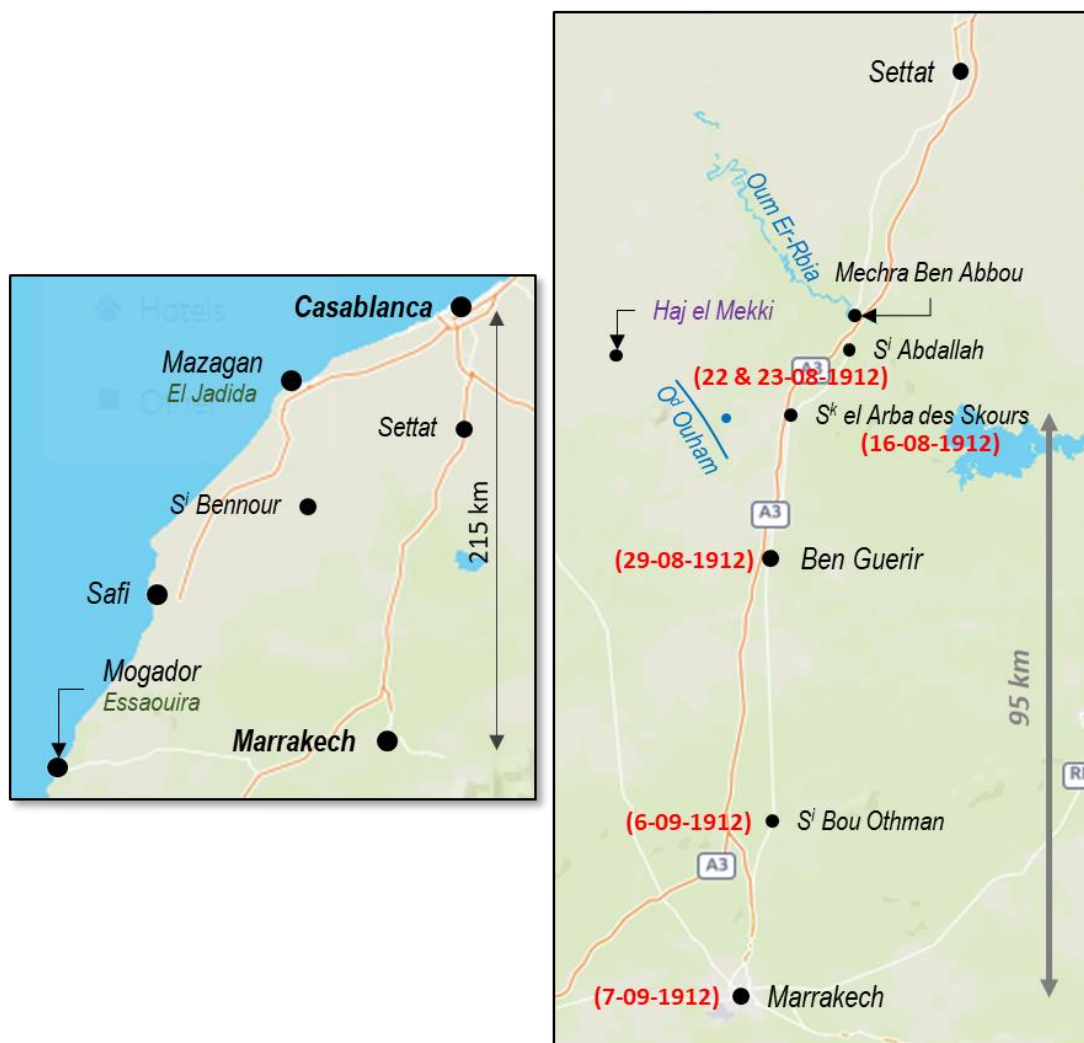 Hotels
Casablanca
Mazagan
El Jadida
Settat
Sⁱ Bennour
215 km
Safi
Mogador
Essaouira
Marrakech
Settat
Oum Er-Rbia
Mechra Ben Abbou
Haj el Mekki
Sⁱ Abdallah
A3
(22 & 23-08-1912)
Oᵈ Ouham
Sᵏ el Arba des Skours
(16-08-1912)
A3
(29-08-1912)
Ben Guerir
95 km
(6-09-1912)
Sⁱ Bou Othman
A3
(7-09-1912)
Marrakech